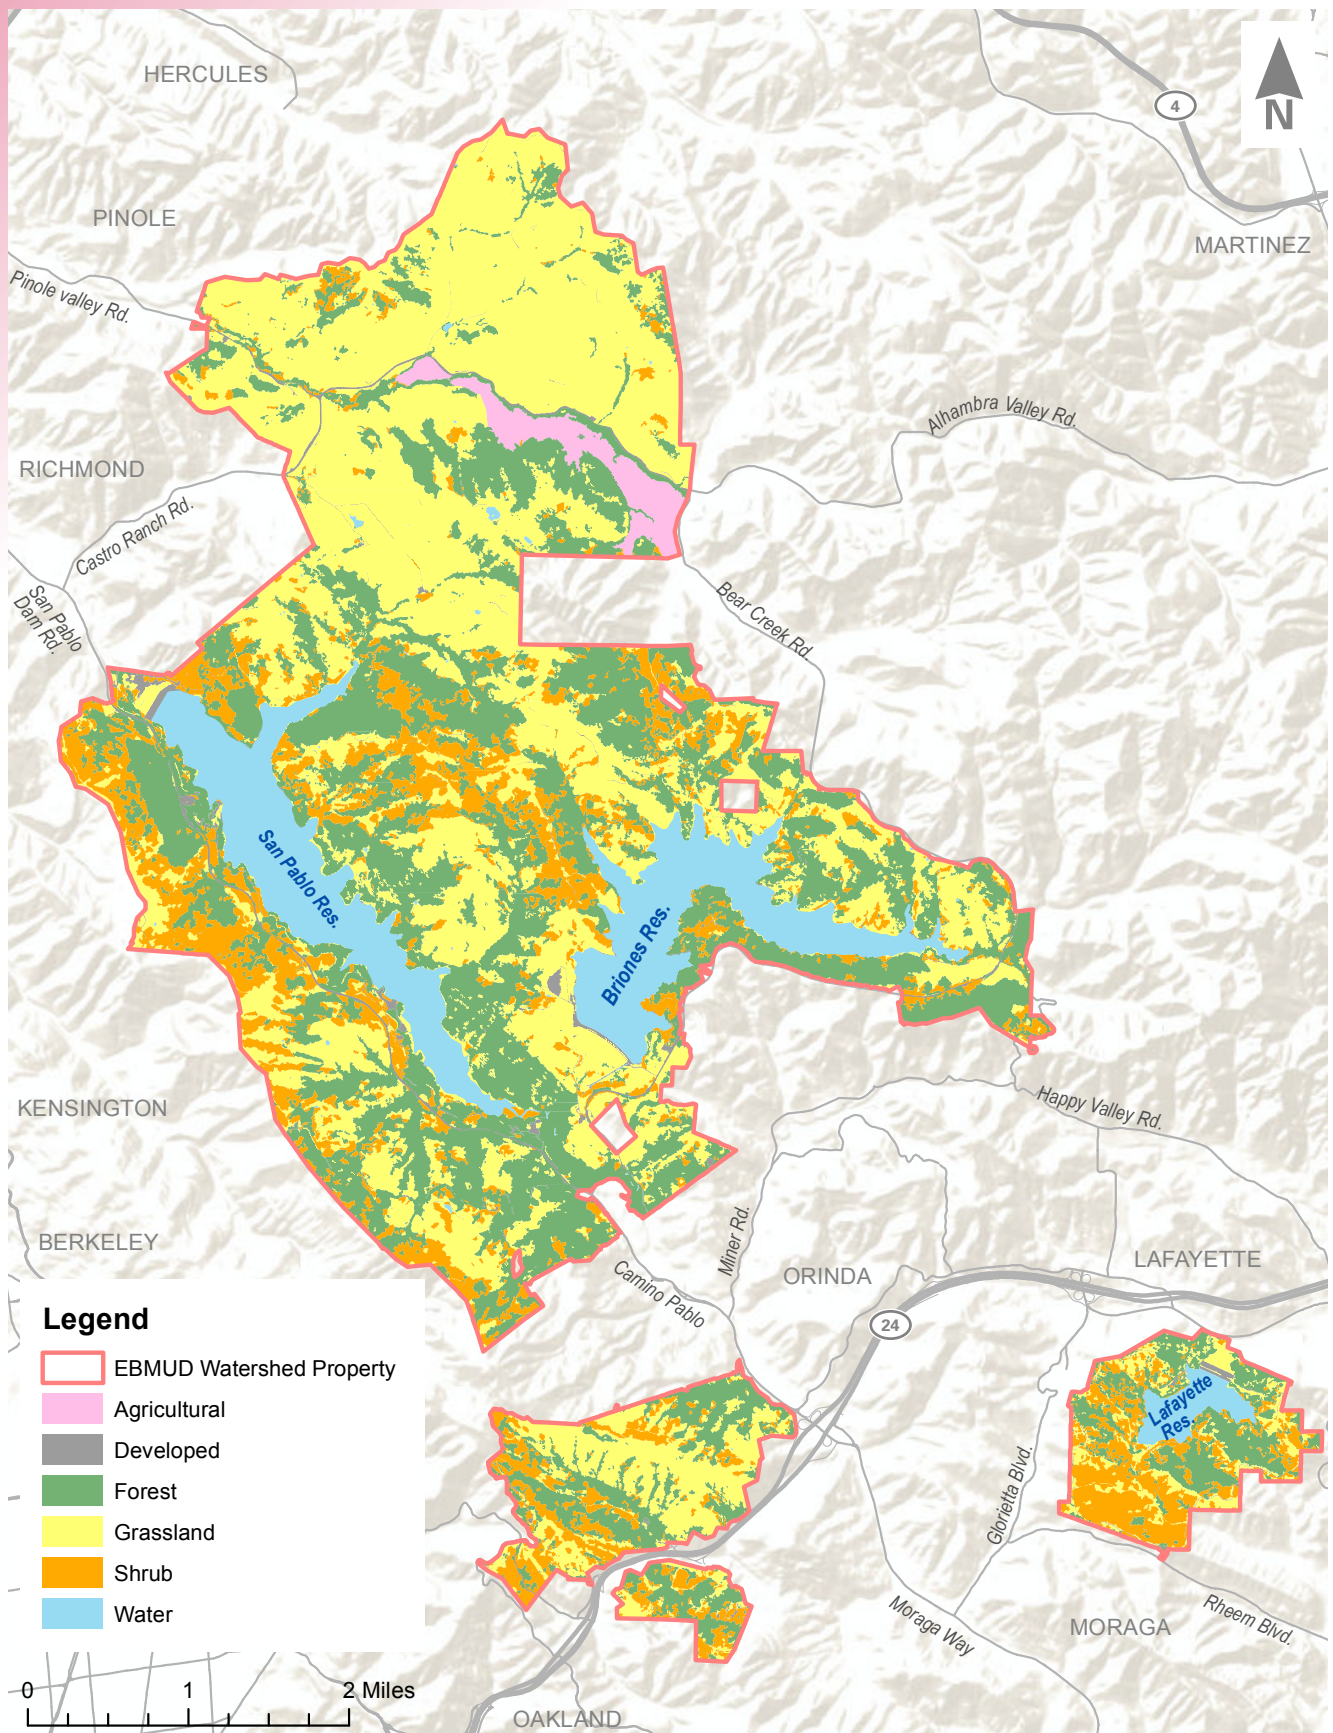 HERCULES
4
N
PINOLE
MARTINEZ
Pinole valley Rd.
Alhambra Valley Rd.
RICHMOND
Castro Ranch Rd.
San Pablo
Dam Rd.
Bear Creek Rd.
San Pablo Res.
Briones Res.
KENSINGTON
Happy Valley Rd.
BERKELEY
Miner Rd.
LAFAYETTE
ORINDA
Camino Pablo
24
Legend
EBMUD Watershed Property
Agricultural
Developed
Forest
Grassland
Shrub
Water
Lafayette
Res.
Glorietta Blvd.
Moraga Way
MORAGA
Rheem Blvd.
0 1 2 Miles
OAKLAND